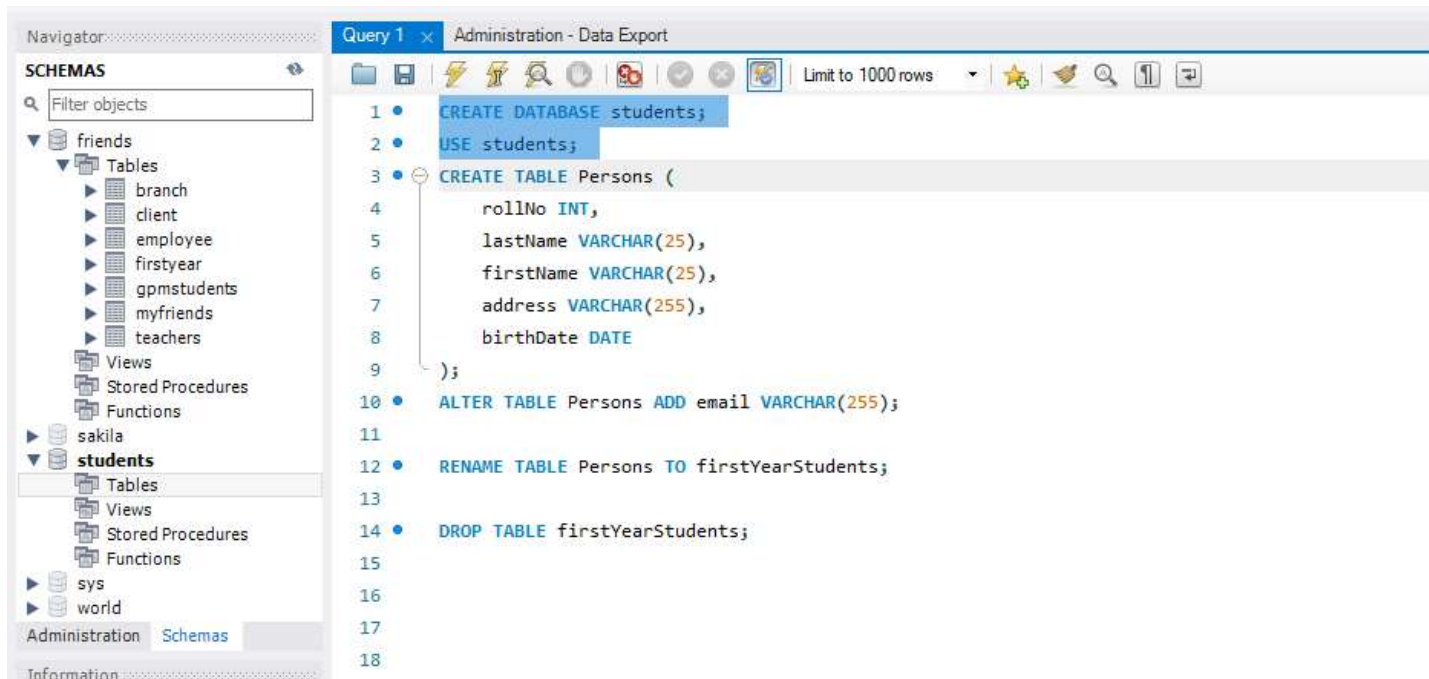 Navigator
SCHEMAS
Filter objects
friends
Tables
branch
client
employee
firstyear
gpmstudents
myfriends
teachers
Views
Stored Procedures
Functions
sakila
students
Tables
Views
Stored Procedures
Functions
sys
world
Administration Schemas
Information
Query 1 Administration - Data Export
Limit to 1000 rows
1 CREATE DATABASE students;
2 USE students;
3 CREATE TABLE Persons (
4 rollNo INT,
5 lastName VARCHAR(25),
6 firstName VARCHAR(25),
7 address VARCHAR(255),
8 birthDate DATE
9 );
10 ALTER TABLE Persons ADD email VARCHAR(255);
11
12 RENAME TABLE Persons TO firstYearStudents;
13
14 DROP TABLE firstYearStudents;
15
16
17
18